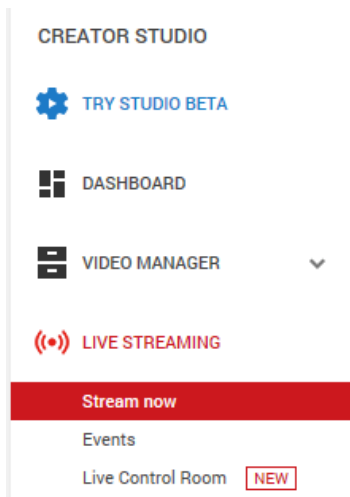 CREATOR STUDIO
TRY STUDIO BETA
DASHBOARD
VIDEO MANAGER
LIVE STREAMING
Stream now
Events
Live Control Room NEW